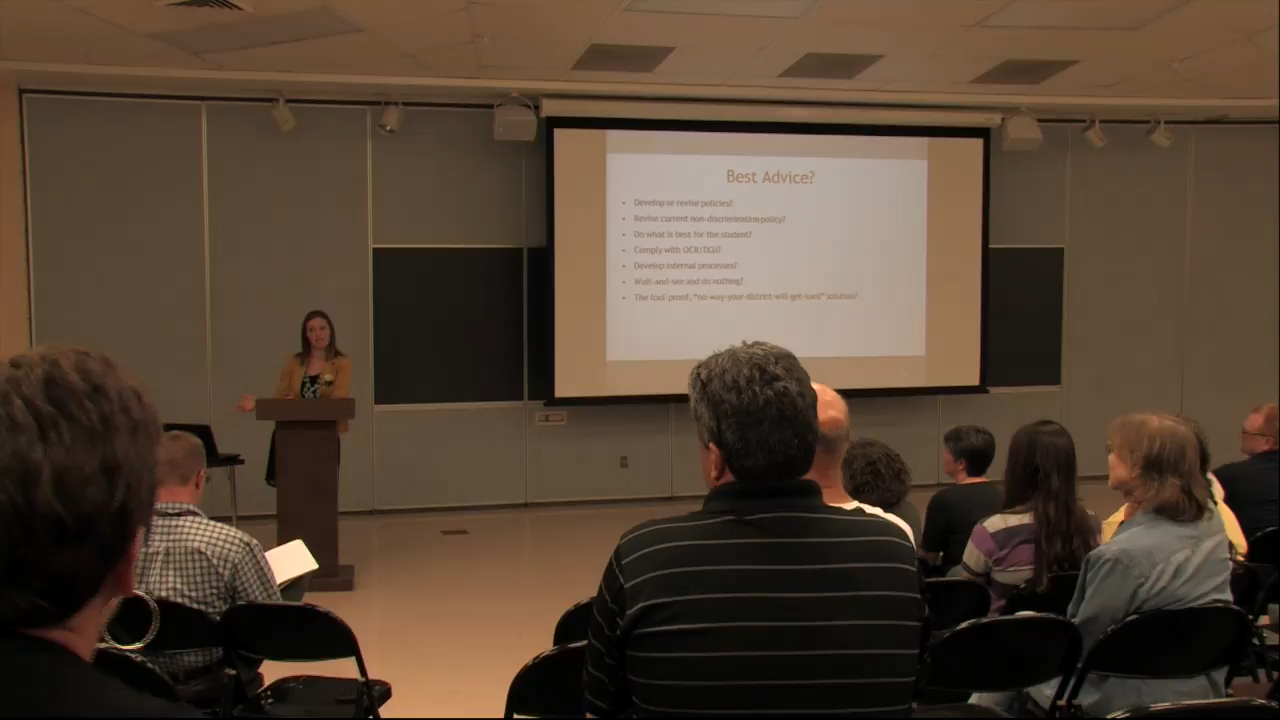 Best Advice?
• Develop or revise policies?
• Revise current non-discrimination policy?
• Do what is best for the student?
• Comply with OCR/DOJ?
• Develop internal processes?
• Wait-and-see and do nothing?
• The fool-proof, "no-way-your-district-will-get-sued" solution?